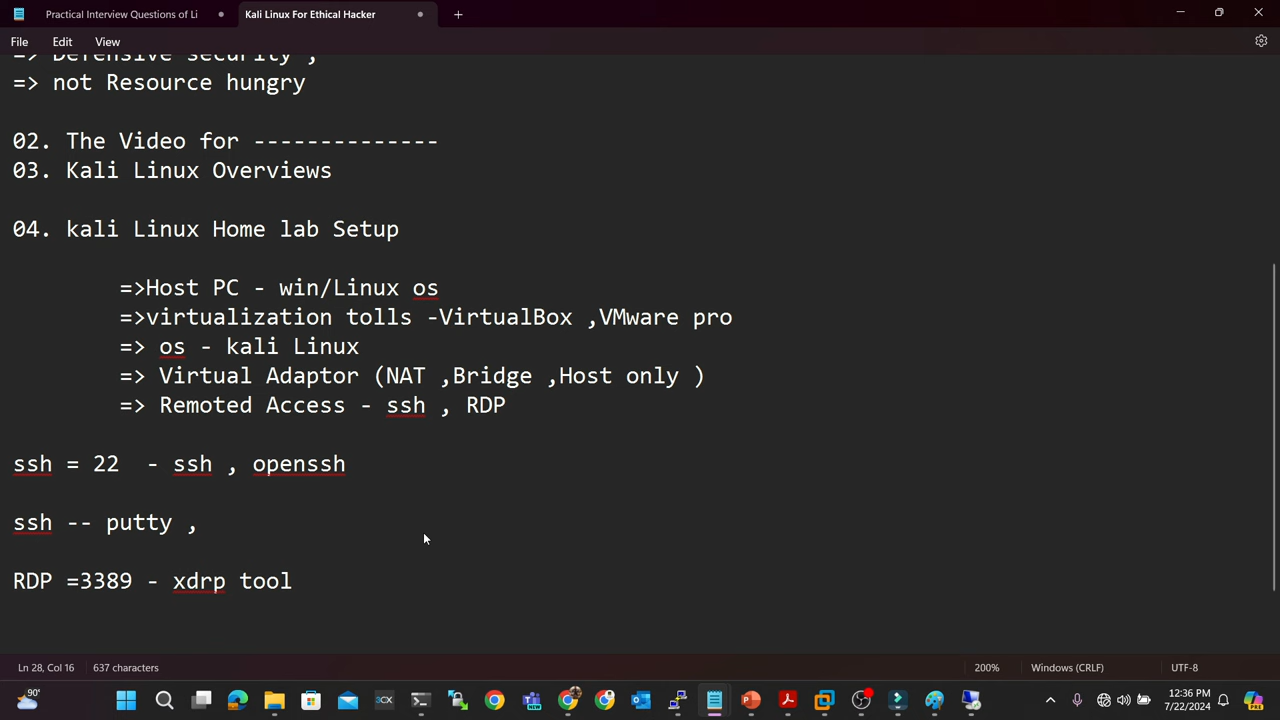 Practical Interview Questions of Li
Kali Linux For Ethical Hacker
File Edit View
=> Defensive security ,
=> not Resource hungry
02. The Video for --------------
03. Kali Linux Overviews
04. kali Linux Home lab Setup
=>Host PC - win/Linux os
=>virtualization tolls -VirtualBox ,VMware pro
=> os - kali Linux
=> Virtual Adaptor (NAT ,Bridge ,Host only )
=> Remoted Access - ssh , RDP
ssh = 22 - ssh , openssh
ssh -- putty ,
RDP =3389 - xdrp tool
Ln 28, Col 16 637 characters 200% Windows (CRLF) UTF-8
90° 12:36 PM
7/22/2024